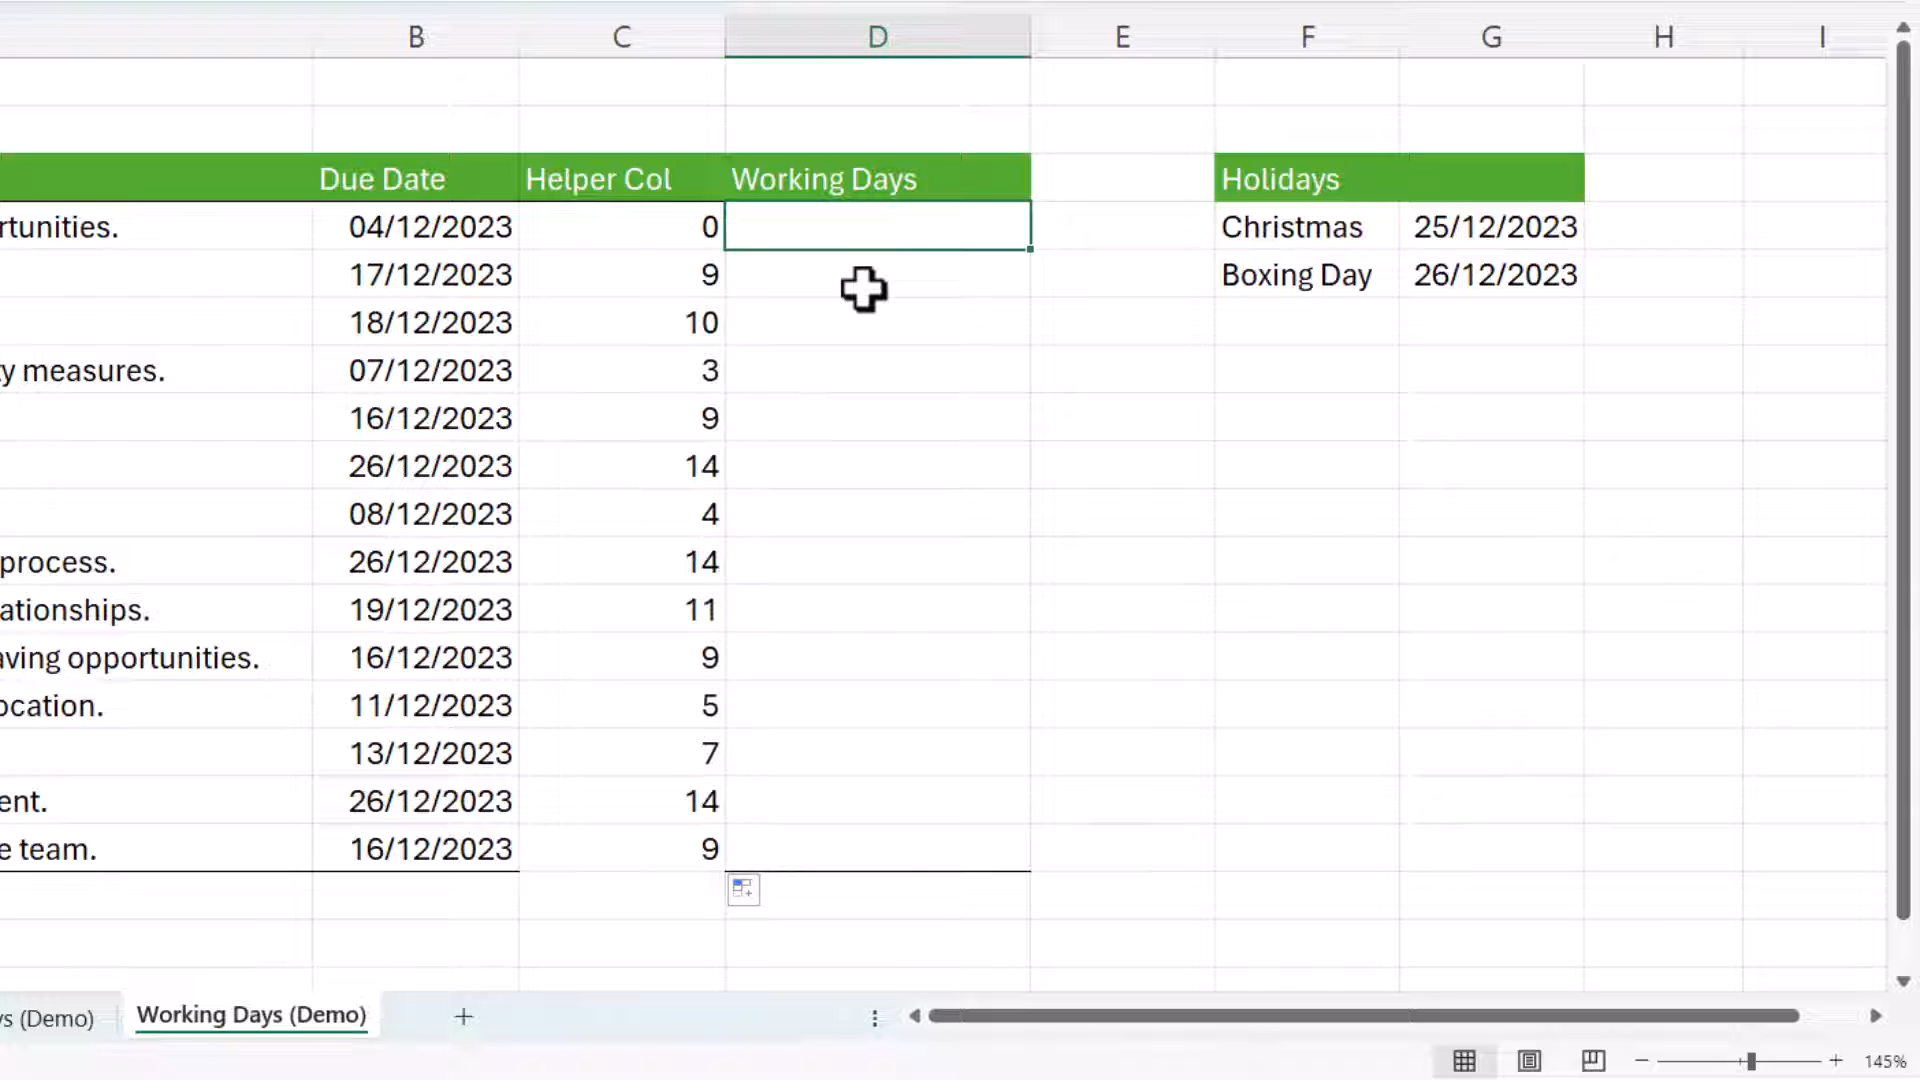 B C D E F G H I
Due Date Helper Col Working Days Holidays
rtunities. 04/12/2023 0 Christmas 25/12/2023
17/12/2023 9 Boxing Day 26/12/2023
18/12/2023 10
ty measures. 07/12/2023 3
16/12/2023 9
26/12/2023 14
08/12/2023 4
process. 26/12/2023 14
ationships. 19/12/2023 11
aving opportunities. 16/12/2023 9
ocation. 11/12/2023 5
13/12/2023 7
ent. 26/12/2023 14
e team. 16/12/2023 9
ys (Demo) Working Days (Demo)
145%